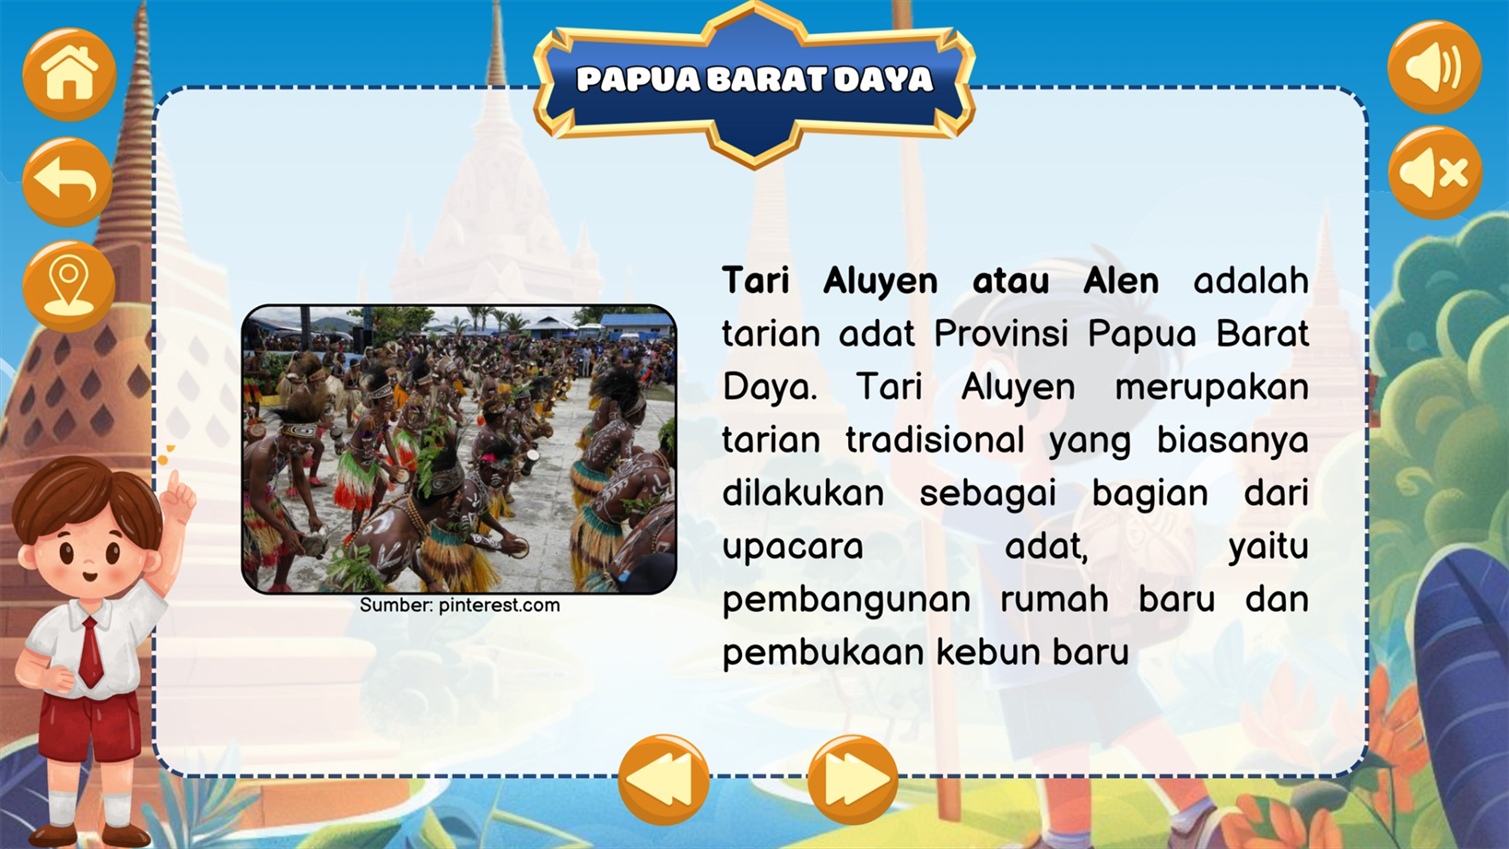 PAPUA BARAT DAYA
Tari Aluyen atau Alen adalah
tarian adat Provinsi Papua Barat
Daya. Tari Aluyen merupakan
tarian tradisional yang biasanya
dilakukan sebagai bagian dari
upacara adat, yaitu
pembangunan rumah baru dan
pembukaan kebun baru
Sumber: pinterest.com